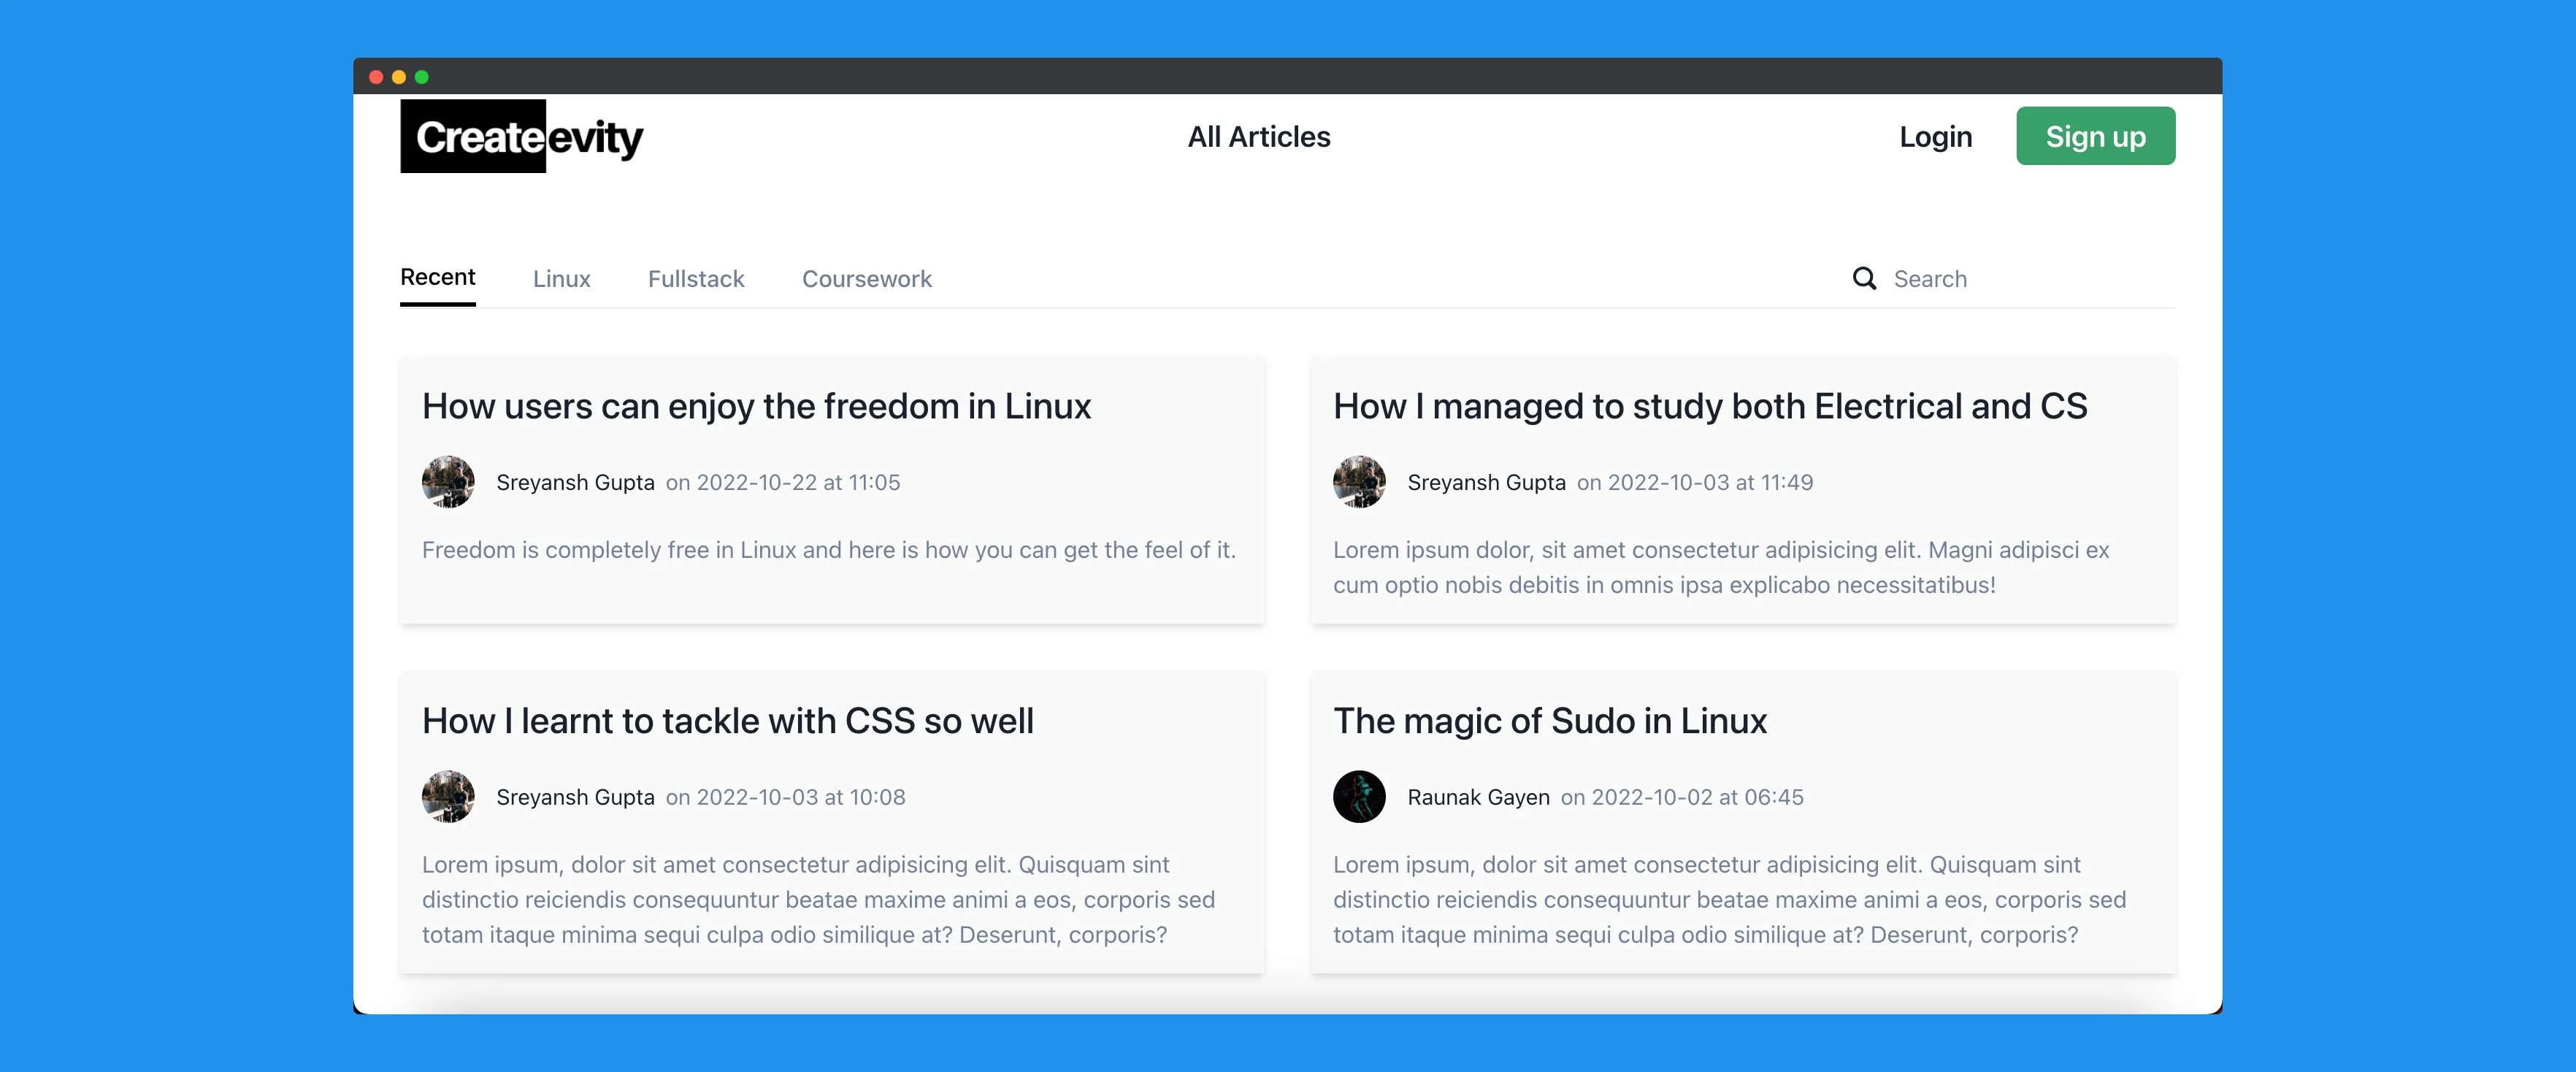 Createevity
All Articles
Login
Sign up
Recent
Linux
Fullstack
Coursework
Search
How users can enjoy the freedom in Linux
Sreyansh Gupta on 2022-10-22 at 11:05
Freedom is completely free in Linux and here is how you can get the feel of it.
How I managed to study both Electrical and CS
Sreyansh Gupta on 2022-10-03 at 11:49
Lorem ipsum dolor, sit amet consectetur adipisicing elit. Magni adipisci ex
cum optio nobis debitis in omnis ipsa explicabo necessitatibus!
How I learnt to tackle with CSS so well
Sreyansh Gupta on 2022-10-03 at 10:08
Lorem ipsum, dolor sit amet consectetur adipisicing elit. Quisquam sint
distinctio reiciendis consequuntur beatae maxime animi a eos, corporis sed
totam itaque minima sequi culpa odio similique at? Deserunt, corporis?
The magic of Sudo in Linux
Raunak Gayen on 2022-10-02 at 06:45
Lorem ipsum, dolor sit amet consectetur adipisicing elit. Quisquam sint
distinctio reiciendis consequuntur beatae maxime animi a eos, corporis sed
totam itaque minima sequi culpa odio similique at? Deserunt, corporis?